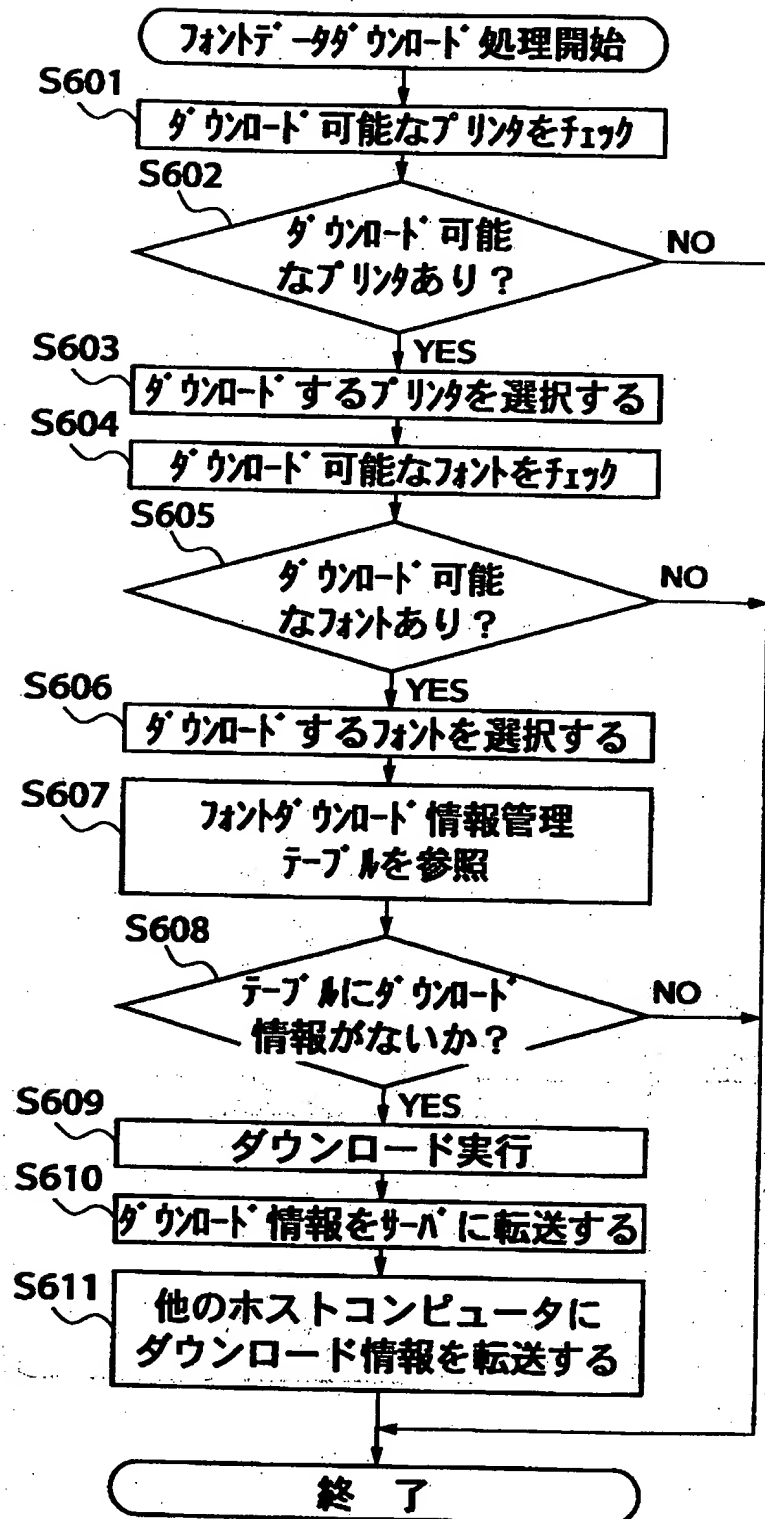 フォントデータダウンロード処理開始
S601
ダウンロード可能なプリンタをチェック
S602
ダウンロード可能
なプリンタあり?
NO
YES
S603
ダウンロードするプリンタを選択する
S604
ダウンロード可能なフォントをチェック
S605
ダウンロード可能
なフォントあり?
NO
YES
S606
ダウンロードするフォントを選択する
S607
フォントダウンロード情報管理
テーブルを参照
S608
テーブルにダウンロード
情報がないか?
NO
YES
S609
ダウンロード実行
S610
ダウンロード情報をサーバに転送する
S611
他のホストコンピュータに
ダウンロード情報を転送する
終 了